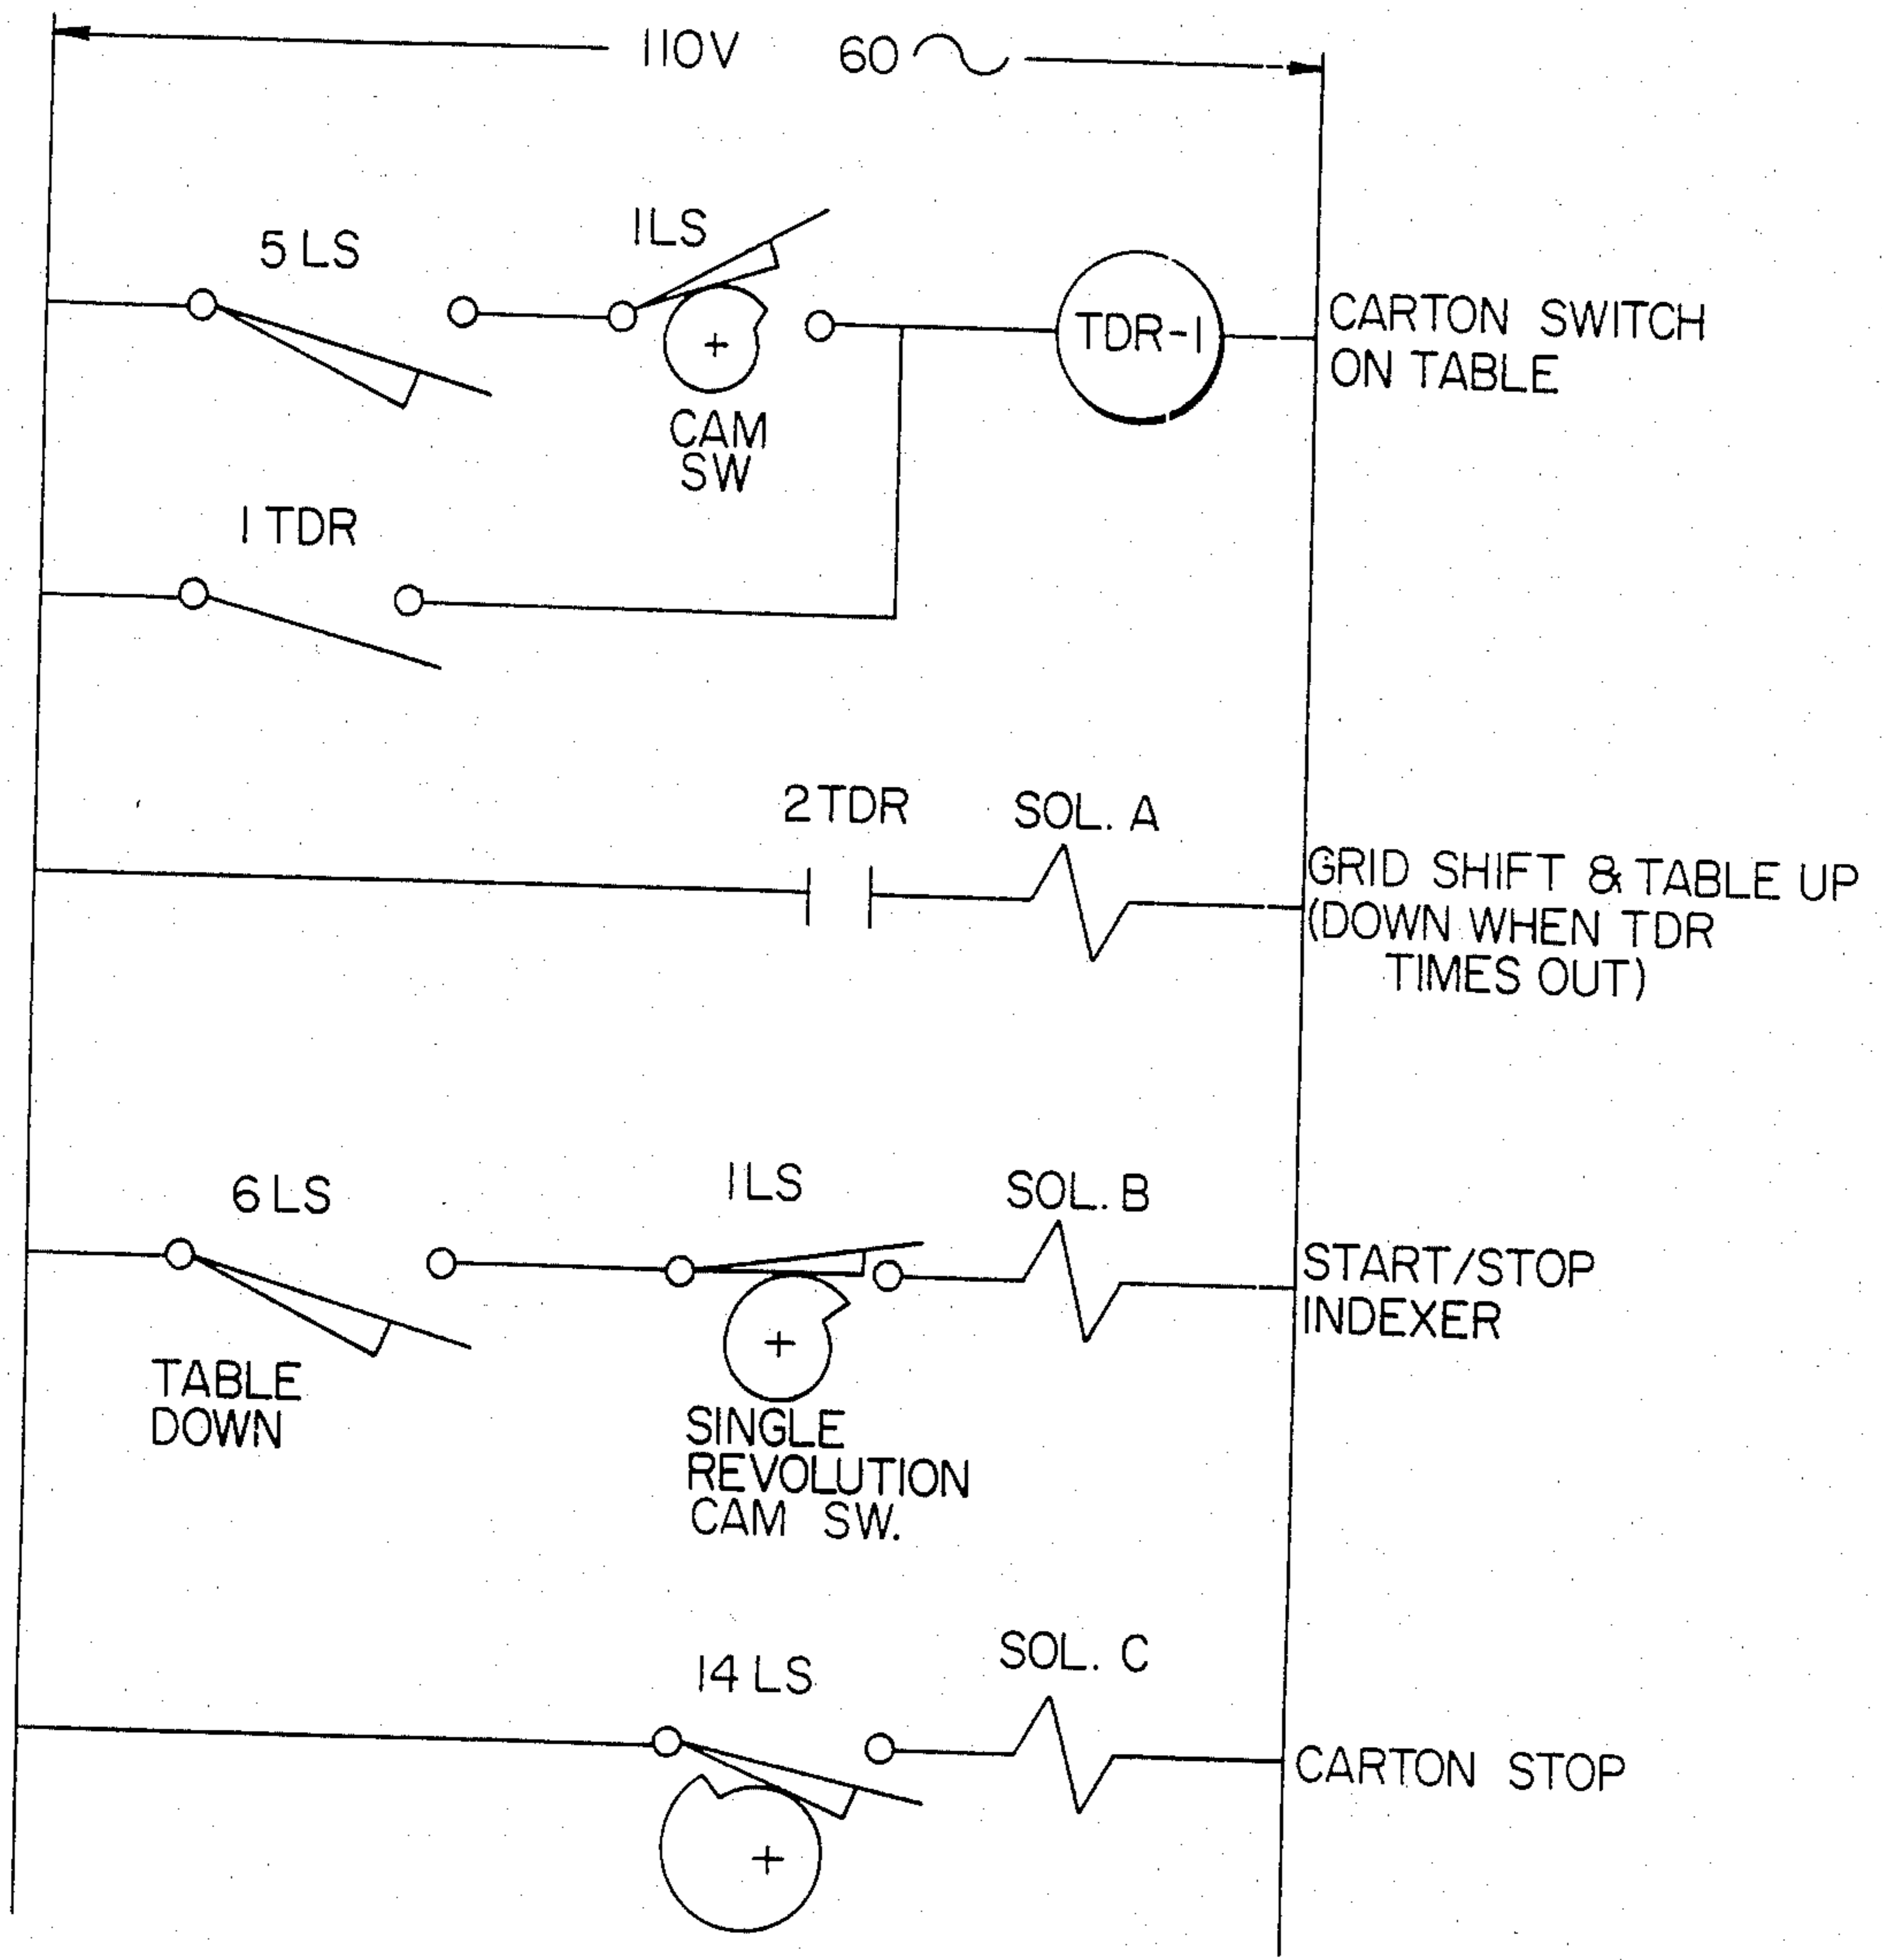 110V 60
5 LS
1LS
TDR-1
CARTON SWITCH
ON TABLE
CAM
SW
1 TDR
2 TDR
SOL. A
GRID SHIFT & TABLE UP
(DOWN WHEN TDR
TIMES OUT)
6 LS
1LS
SOL. B
START/STOP
INDEXER
TABLE
DOWN
SINGLE
REVOLUTION
CAM SW.
14 LS
SOL. C
CARTON STOP